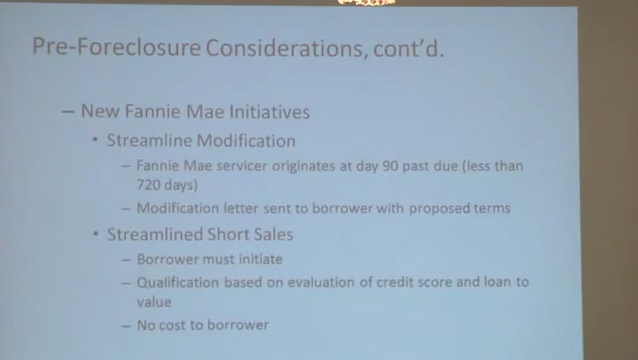 Pre-Foreclosure Considerations, cont'd.
– New Fannie Mae Initiatives
• Streamline Modification
– Fannie Mae servicer originates at day 90 past due (less than
720 days)
– Modification letter sent to borrower with proposed terms
• Streamlined Short Sales
– Borrower must initiate
– Qualification based on evaluation of credit score and loan to
value
– No cost to borrower